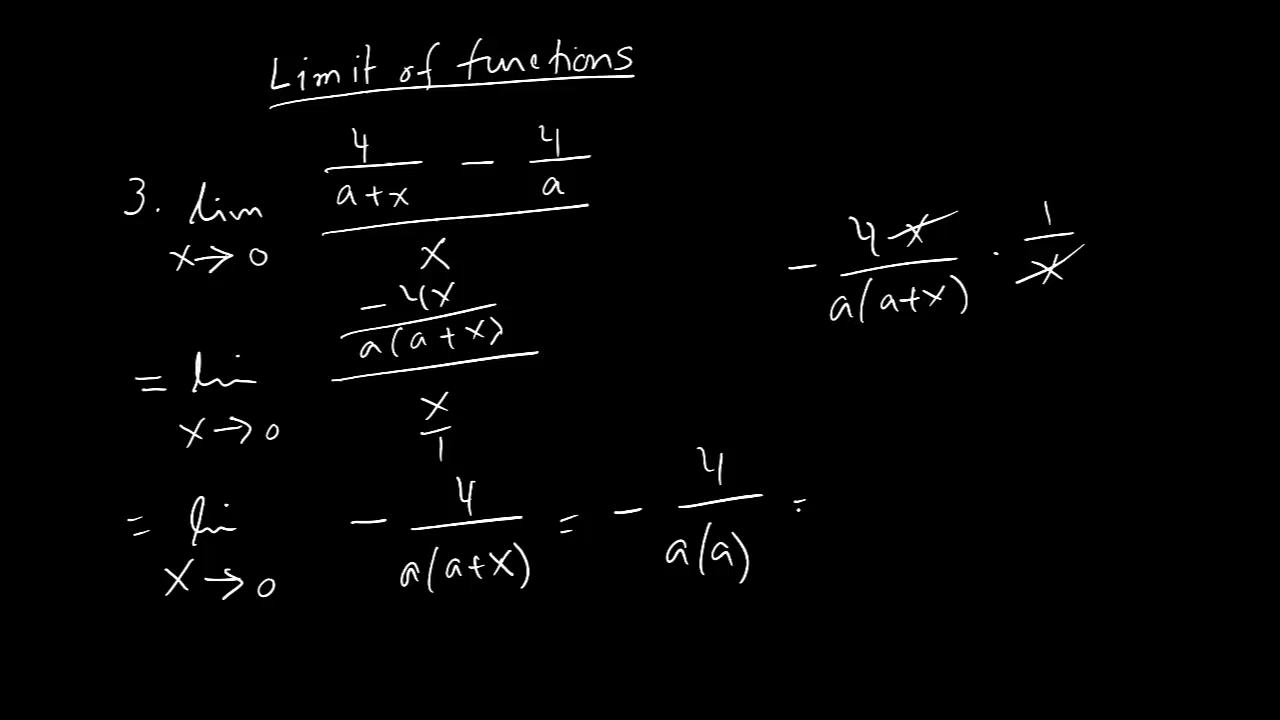 Limit of functions
3. lim x→0 (4/(a+x) - 4/a)/x
= lim x→0 (-4x/(a(a+x)))/(x/1)
= lim x→0 - 4/(a(a+x)) = - 4/(a(a)) =
- 4x/(a(a+x)) · 1/x